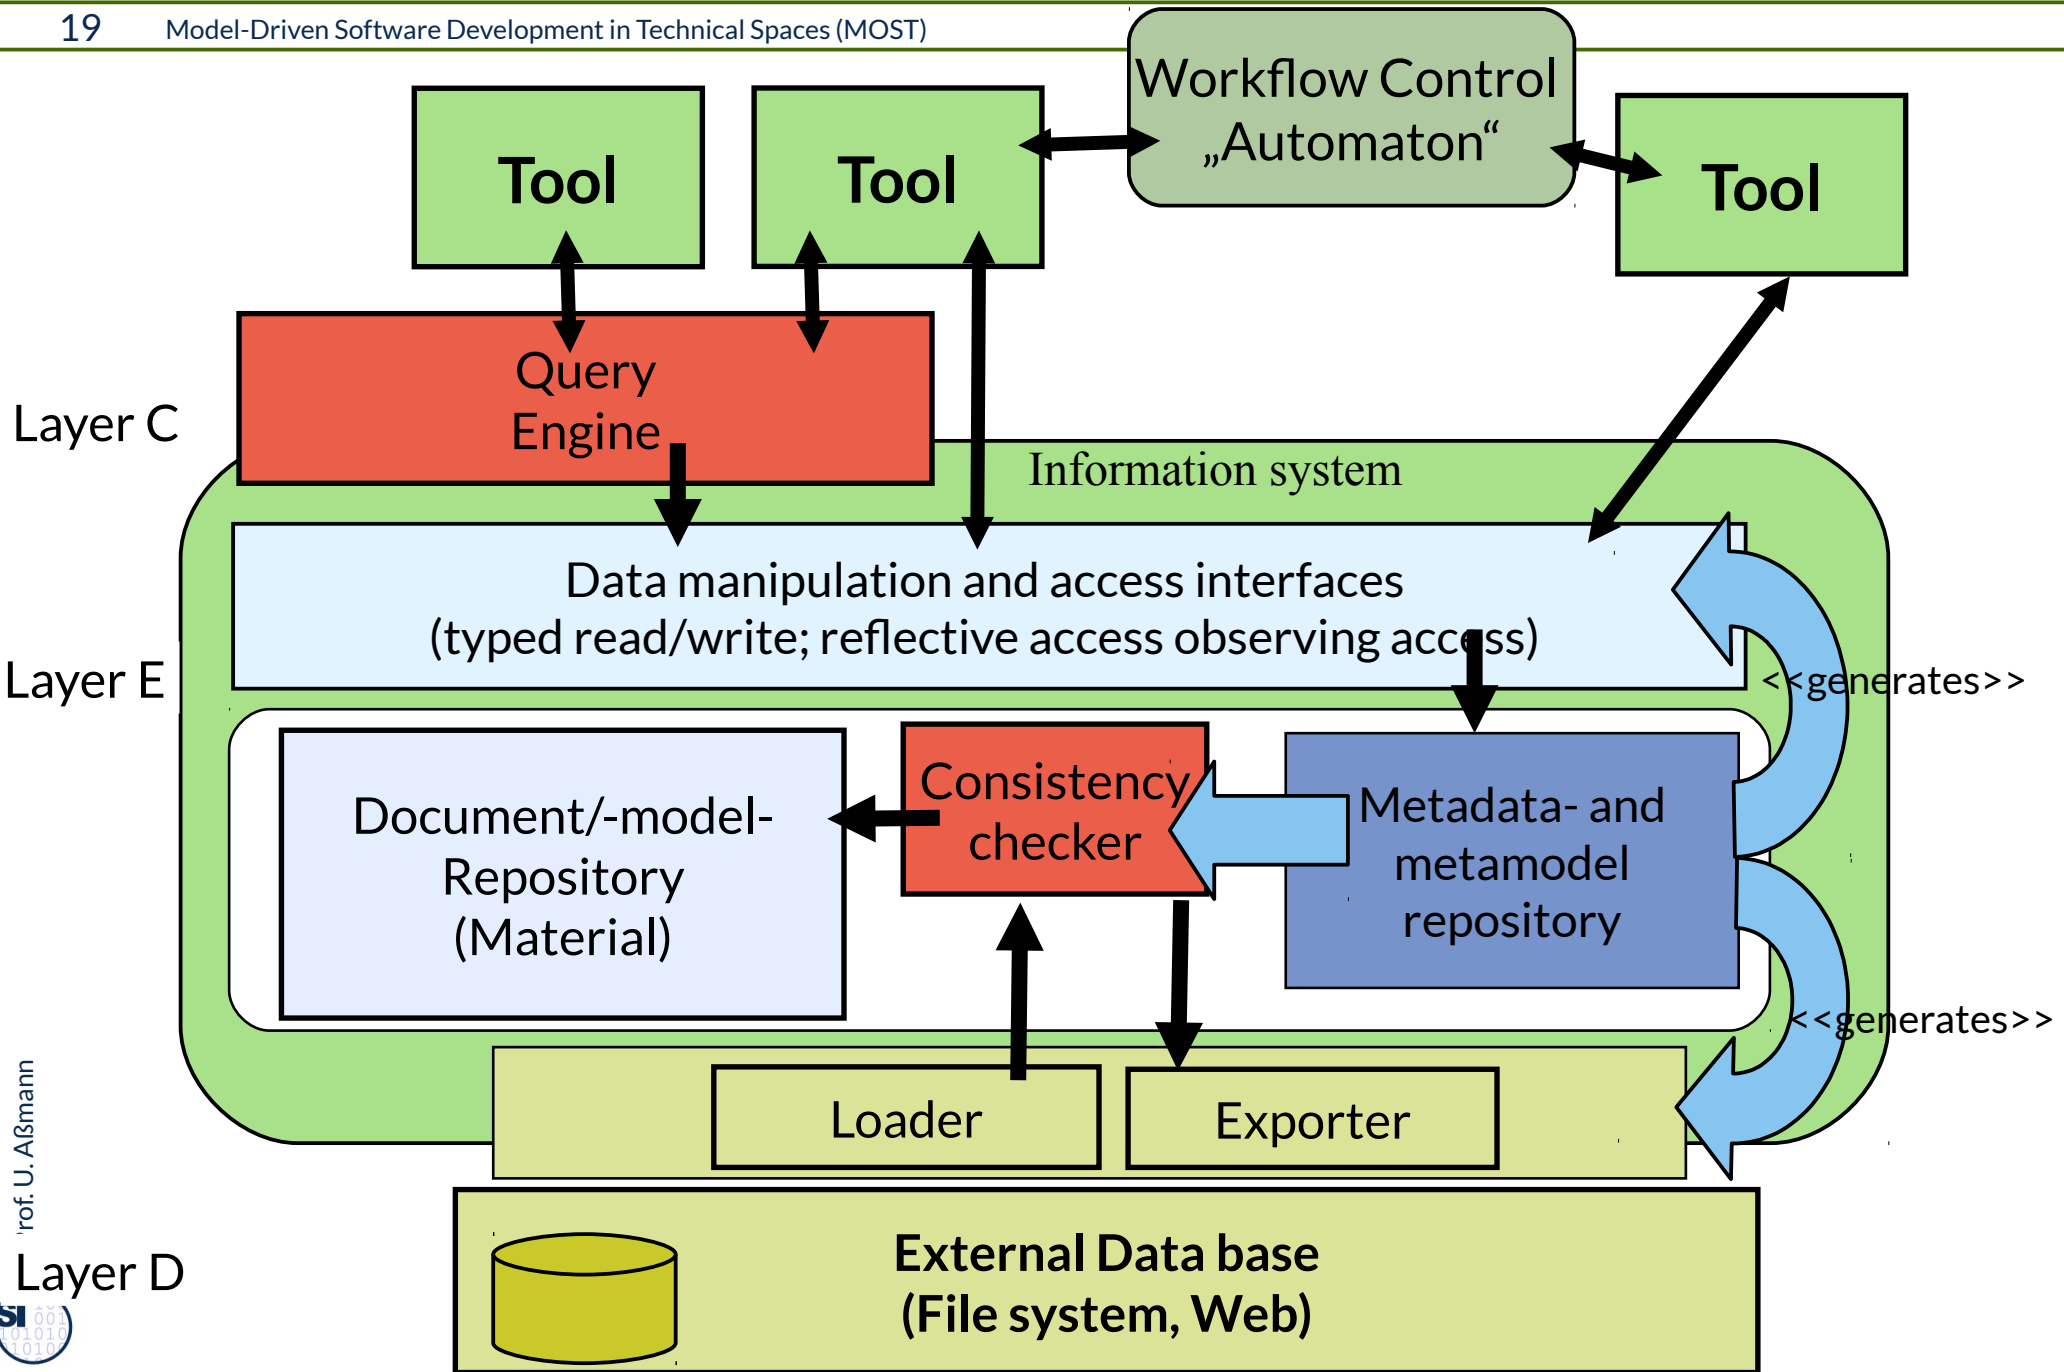 19 Model-Driven Software Development in Technical Spaces (MOST)
Workflow Control
„Automaton“
Tool
Tool
Tool
Query
Engine
Layer C
Information system
Data manipulation and access interfaces
(typed read/write; reflective access observing access)
Layer E
<<generates>>
Document/-model-
Repository
(Material)
Consistency
checker
Metadata- and
metamodel
repository
<<generates>>
Loader
Exporter
rof. U. Aßmann
Layer D
External Data base
(File system, Web)